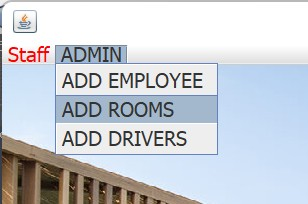 Staff ADMIN
ADD EMPLOYEE
ADD ROOMS
ADD DRIVERS